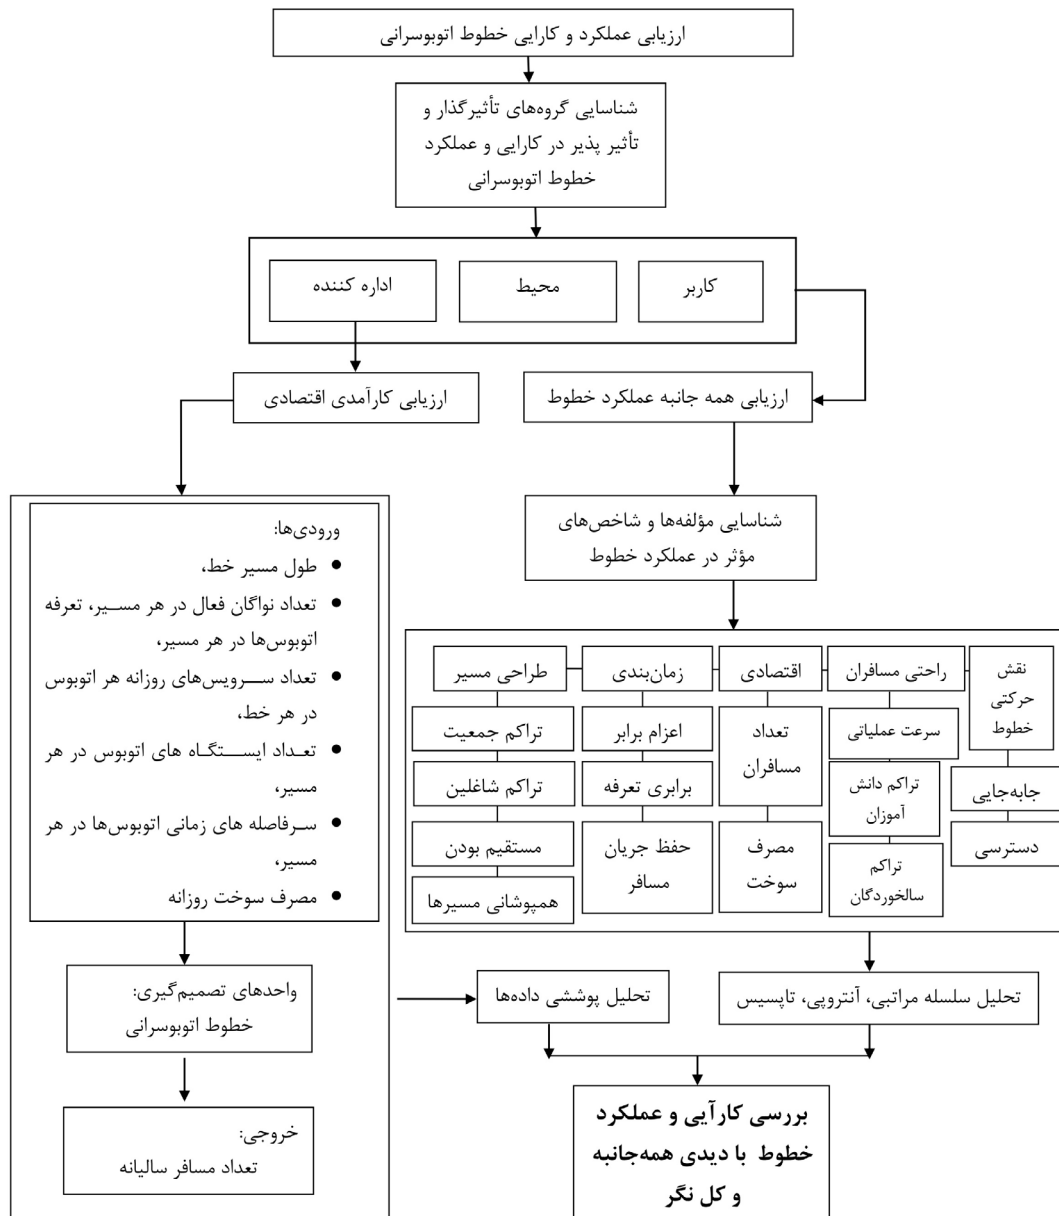 ارزیابی عملکرد و کارایی خطوط اتوبوسرانی
شناسایی گروه‌های تأثیرگذار و
تأثیر پذیر در کارایی و عملکرد
خطوط اتوبوسرانی
کاربر
محیط
اداره کننده
ارزیابی همه جانبه عملکرد خطوط
ارزیابی کارآمدی اقتصادی
شناسایی مؤلفه‌ها و شاخص‌های
مؤثر در عملکرد خطوط
نقش
حرکتی
خطوط
جابه‌جایی
دسترسی
راحتی مسافران
سرعت عملیاتی
تراکم دانش
آموزان
تراکم
سالخوردگان
اقتصادی
تعداد
مسافران
مصرف
سوخت
زمان‌بندی
اعزام برابر
برابری تعرفه
حفظ جریان
مسافر
طراحی مسیر
تراکم جمعیت
تراکم شاغلین
مستقیم بودن
همپوشانی مسیرها
ورودی‌ها:
● طول مسیر خط،
● تعداد نواگان فعال در هر مسیر، تعرفه
اتوبوس‌ها در هر مسیر،
● تعداد سرویس‌های روزانه هر اتوبوس
در هر خط،
● تعداد ایستگاه های اتوبوس در هر
مسیر،
● سرفاصله های زمانی اتوبوس‌ها در هر
مسیر،
● مصرف سوخت روزانه
واحدهای تصمیم‌گیری:
خطوط اتوبوسرانی
خروجی:
تعداد مسافر سالیانه
تحلیل سلسله مراتبی، آنتروپی، تاپسیس
تحلیل پوششی داده‌ها
بررسی کارآیی و عملکرد
خطوط با دیدی همه‌جانبه
و کل نگر